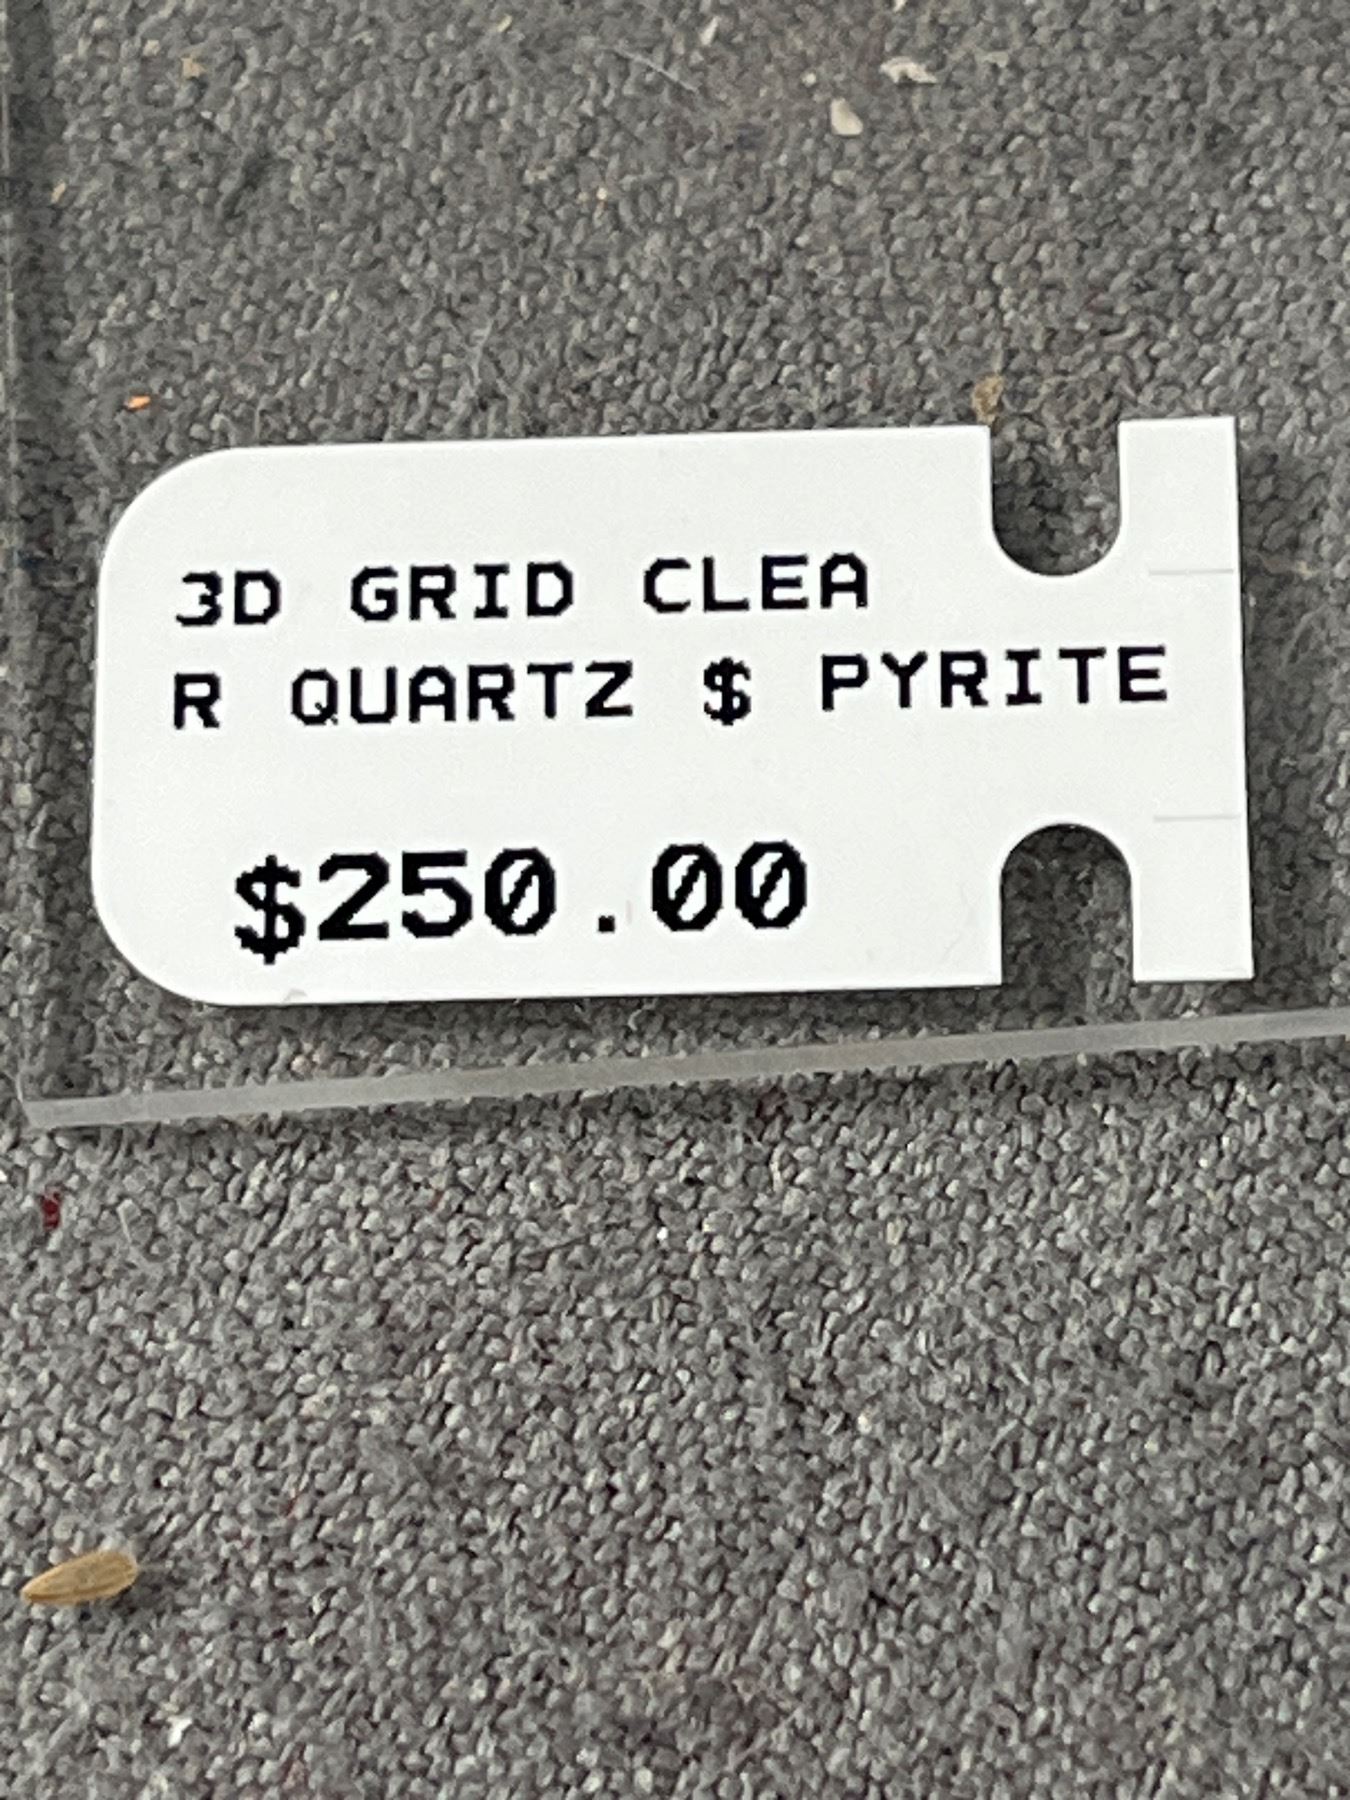 3D GRID CLEA
R QUARTZ $ PYRITE
$250.00